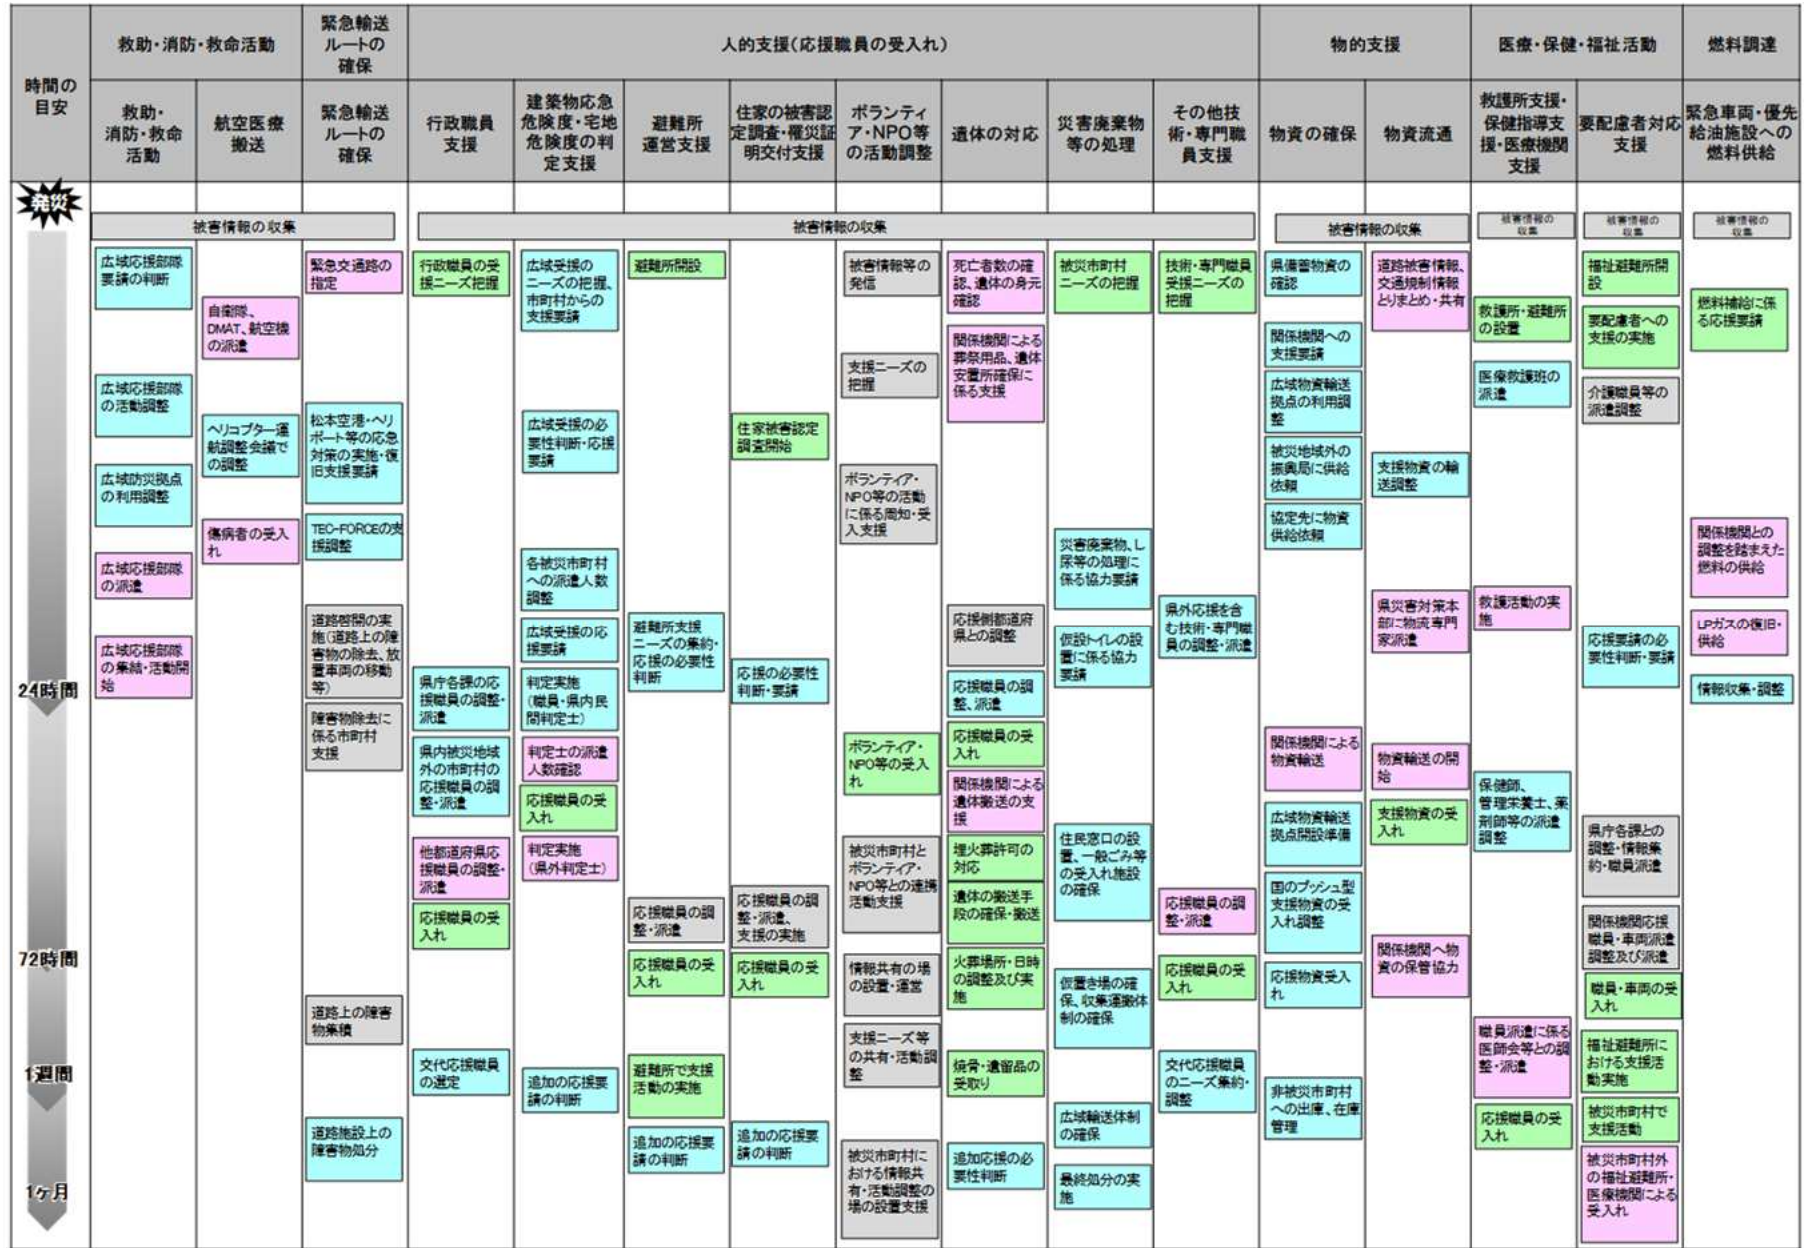 時間の
目安
救助・消防・救命活動
緊急輸送
ルートの
確保
人的支援(応援職員の受入れ)
物的支援
医療・保健・福祉活動
燃料調達
救助・
消防・救命
活動
航空医療
搬送
緊急輸送
ルートの
確保
行政職員
支援
建築物応急
危険度・宅地
危険度の判
定支援
避難所
運営支援
住家の被害認
定調査・罹災証
明交付支援
ボランティ
ア・NPO等
の活動調整
遺体の対応
災害廃棄物
等の処理
その他技
術・専門職
員支援
物資の確保
物資流通
救護所支援・
保健指導支
援・医療機関
支援
要配慮者対応
支援
緊急車両・優先
給油施設への
燃料供給
発災
24時間
72時間
1週間
1ヶ月
被害情報の収集
被害情報の収集
被害情報の収集
被害情報の
収集
被害情報の
収集
被害情報の
収集
広域応援部隊
要請の判断
広域応援部隊
の活動調整
広域防災拠点
の利用調整
広域応援部隊
の派遣
広域応援部隊
の集結・活動開
始
自衛隊、
DMAT、航空機
の派遣
ヘリコプター運
航調整会議で
の調整
傷病者の受入
れ
緊急交通路の
指定
松本空港・ヘリ
ポート等の応急
対策の実施・復
旧支援要請
TEC-FORCEの支
援調整
道路啓開の実
施(道路上の障
害物の除去、放
置車両の移動
等)
障害物除去に
係る市町村
支援
道路上の障害
物集積
道路施設上の
障害物処分
行政職員の受
援ニーズ把握
県庁各課の応
援職員の調整・
派遣
県内被災地域
外の市町村の
応援職員の調
整・派遣
他都道府県応
援職員の調整・
派遣
応援職員の受
入れ
交代応援職員
の選定
広域受援の
ニーズの把握、
市町村からの
支援要請
広域受援の必
要性判断・応援
要請
各被災市町村
への派遣人数
調整
広域受援の応
援要請
判定実施
(職員・県内民
間判定士)
判定士の派遣
人数確認
応援職員の受
入れ
判定実施
(県外判定士)
追加の応援要
請の判断
避難所開設
避難所支援
ニーズの集約・
応援の必要性
判断
応援職員の調
整・派遣
応援職員の受
入れ
避難所で支援
活動の実施
追加の応援要
請の判断
住家被害認定
調査開始
応援の必要性
判断・要請
応援職員の調
整・派遣、
支援の実施
応援職員の受
入れ
追加の応援要
請の判断
被害情報等の
発信
支援ニーズの
把握
ボランティア・
NPO等の活動
に係る周知・受
入支援
ボランティア・
NPO等の受入
れ
被災市町村と
ボランティア・
NPO等との連携
活動支援
情報共有の場
の設置・運営
支援ニーズ等
の共有・活動調
整
被災市町村に
おける情報共
有・活動調整の
場の設置支援
死亡者数の確
認、遺体の身元
確認
関係機関による
葬祭用品、遺体
安置所確保に
係る支援
応援側都道府
県との調整
応援職員の調
整、派遣
応援職員の受
入れ
関係機関による
遺体搬送の支
援
埋火葬許可の
対応
遺体の搬送手
段の確保・搬送
火葬場所・日時
の調整及び実
施
焼骨・遺留品の
受取り
追加応援の必
要性判断
被災市町村
ニーズの把握
災害廃棄物、し
尿等の処理に
係る協力要請
仮設トイレの設
置に係る協力
要請
住民窓口の設
置、一般ごみ等
の受入れ施設
の確保
仮置き場の確
保、収集運搬体
制の確保
広域輸送体制
の確保
最終処分の実
施
技術・専門職員
受援ニーズの
把握
県外応援を含
む技術・専門職
員の調整・派遣
応援職員の調
整・派遣
応援職員の受
入れ
交代応援職員
のニーズ集約・
調整
県備蓄物資の
確認
関係機関への
支援要請
広域物資輸送
拠点の利用調
整
被災地域外の
振興局に供給
依頼
協定先に物資
供給依頼
関係機関による
物資輸送
広域物資輸送
拠点開設準備
国のプッシュ型
支援物資の受
入れ調整
応援物資受入
れ
非被災市町村
への出庫、在庫
管理
道路被害情報、
交通規制情報
とりまとめ・共有
支援物資の輸
送調整
県災害対策本
部に物流専門
家派遣
物資輸送の開
始
支援物資の受
入れ
関係機関へ物
資の保管協力
救護所・避難所
の設置
医療救護班の
派遣
救護活動の実
施
保健師、
管理栄養士、薬
剤師等の派遣
調整
職員派遣に係る
医師会等との調
整・派遣
応援職員の受
入れ
福祉避難所開
設
要配慮者への
支援の実施
介護職員等の
派遣調整
応援要請の必
要性判断・要請
県庁各課との
調整・情報集
約・職員派遣
関係機関応援
職員・車両派遣
調整及び派遣
職員・車両の受
入れ
福祉避難所に
おける支援活
動実施
被災市町村で
支援活動
被災市町村外
の福祉避難所・
医療機関による
受入れ
燃料補給に係
る応援要請
関係機関との
調整を踏まえた
燃料の供給
LPガスの復旧・
供給
情報収集・調整